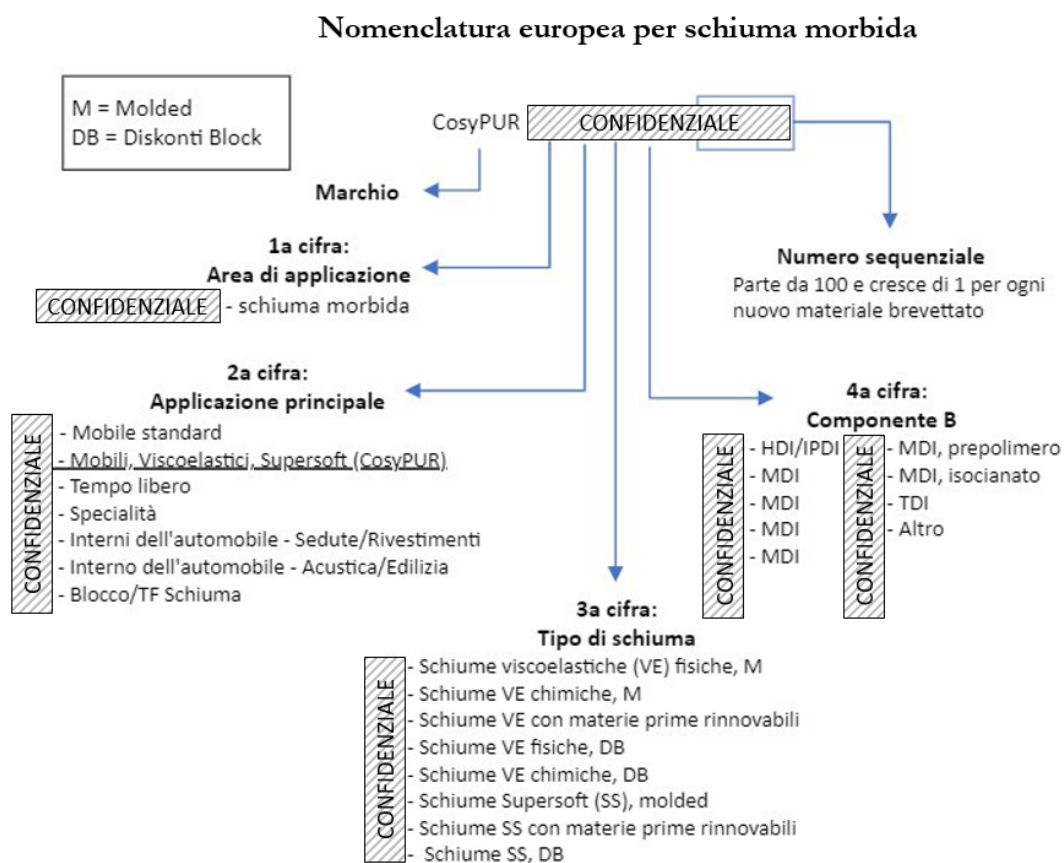 Nomenclatura europea per schiuma morbida
M = Molded
DB = Diskonti Block
CosyPUR CONFIDENZIALE
Marchio
1a cifra:
Area di applicazione
CONFIDENZIALE - schiuma morbida
Numero sequenziale
Parte da 100 e cresce di 1 per ogni
nuovo materiale brevettato
2a cifra:
Applicazione principale
CONFIDENZIALE
- Mobile standard
- Mobili, Viscoelastici, Supersoft (CosyPUR)
- Tempo libero
- Specialità
- Interni dell'automobile - Sedute/Rivestimenti
- Interno dell'automobile - Acustica/Edilizia
- Blocco/TF Schiuma
4a cifra:
Componente B
CONFIDENZIALE
- HDI/IPDI
- MDI
- MDI
- MDI
- MDI
CONFIDENZIALE
- MDI, prepolimero
- MDI, isocianato
- TDI
- Altro
3a cifra:
Tipo di schiuma
CONFIDENZIALE
- Schiume viscoelastiche (VE) fisiche, M
- Schiume VE chimiche, M
- Schiume VE con materie prime rinnovabili
- Schiume VE fisiche, DB
- Schiume VE chimiche, DB
- Schiume Supersoft (SS), molded
- Schiume SS con materie prime rinnovabili
- Schiume SS, DB